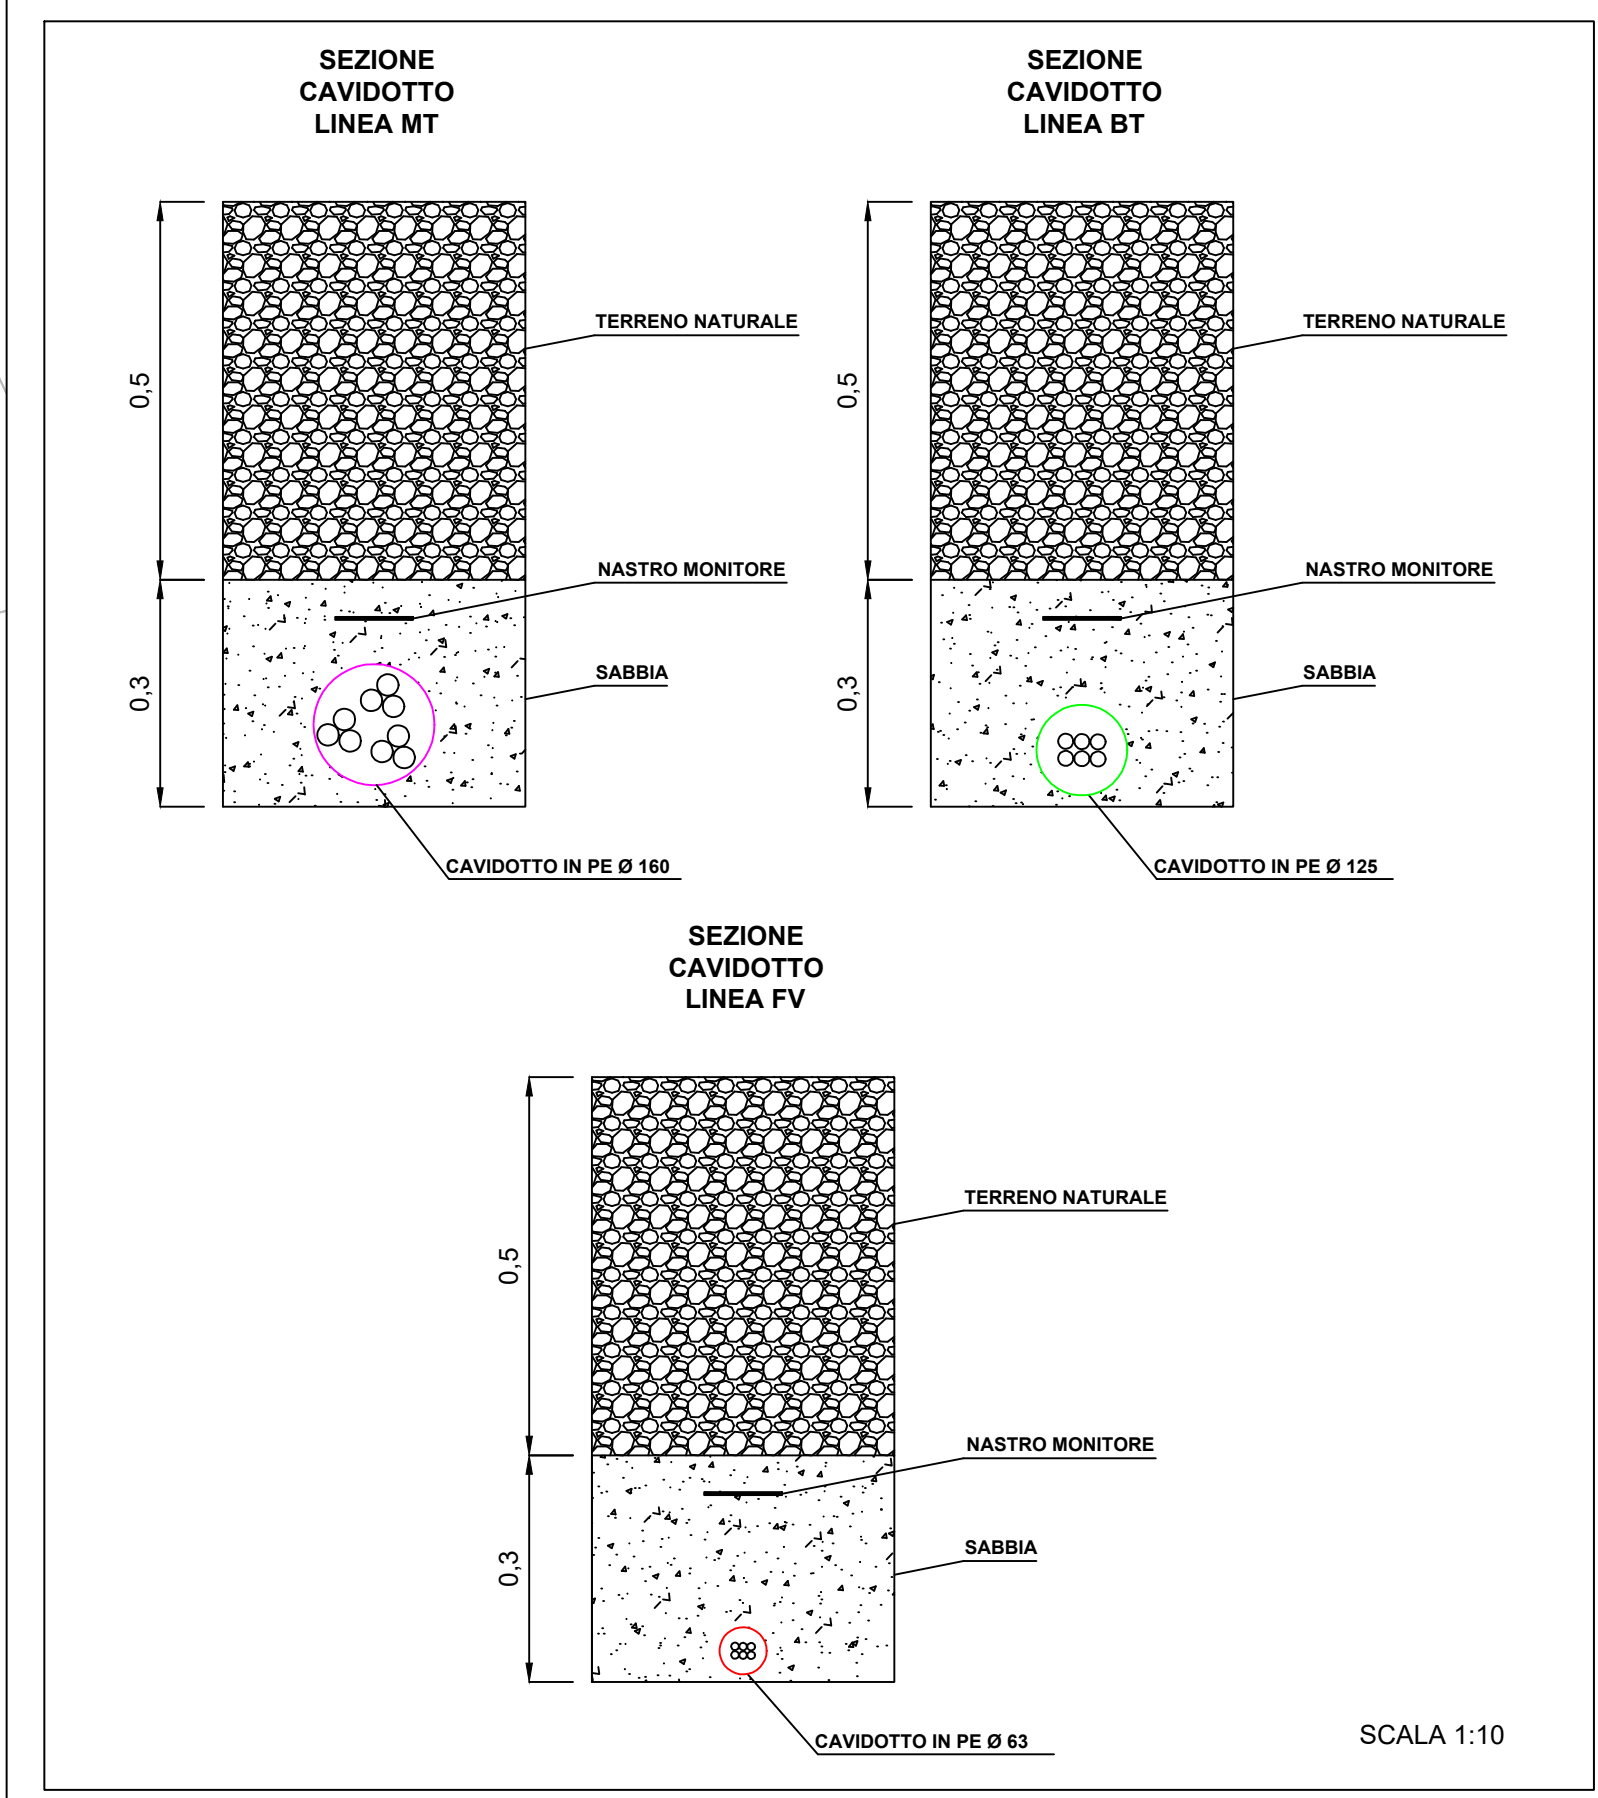 SEZIONE
CAVIDOTTO
LINEA MT
0,5
0,3
TERRENO NATURALE
NASTRO MONITORE
SABBIA
CAVIDOTTO IN PE Ø 160
SEZIONE
CAVIDOTTO
LINEA BT
0,5
0,3
TERRENO NATURALE
NASTRO MONITORE
SABBIA
CAVIDOTTO IN PE Ø 125
SEZIONE
CAVIDOTTO
LINEA FV
0,5
0,3
TERRENO NATURALE
NASTRO MONITORE
SABBIA
CAVIDOTTO IN PE Ø 63
SCALA 1:10